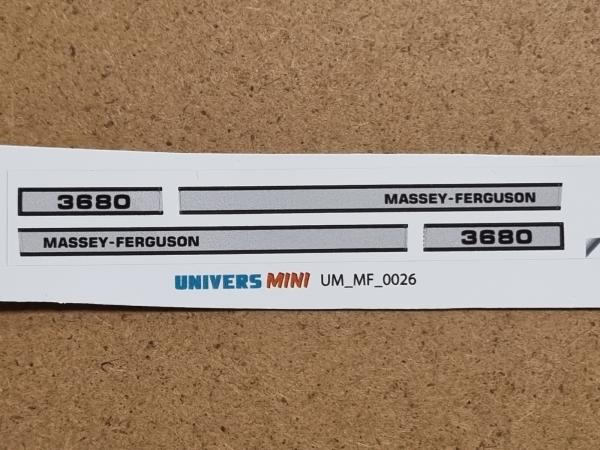 3680 MASSEY-FERGUSON
MASSEY-FERGUSON 3680
UNIVERS MINI UM_MF_0026